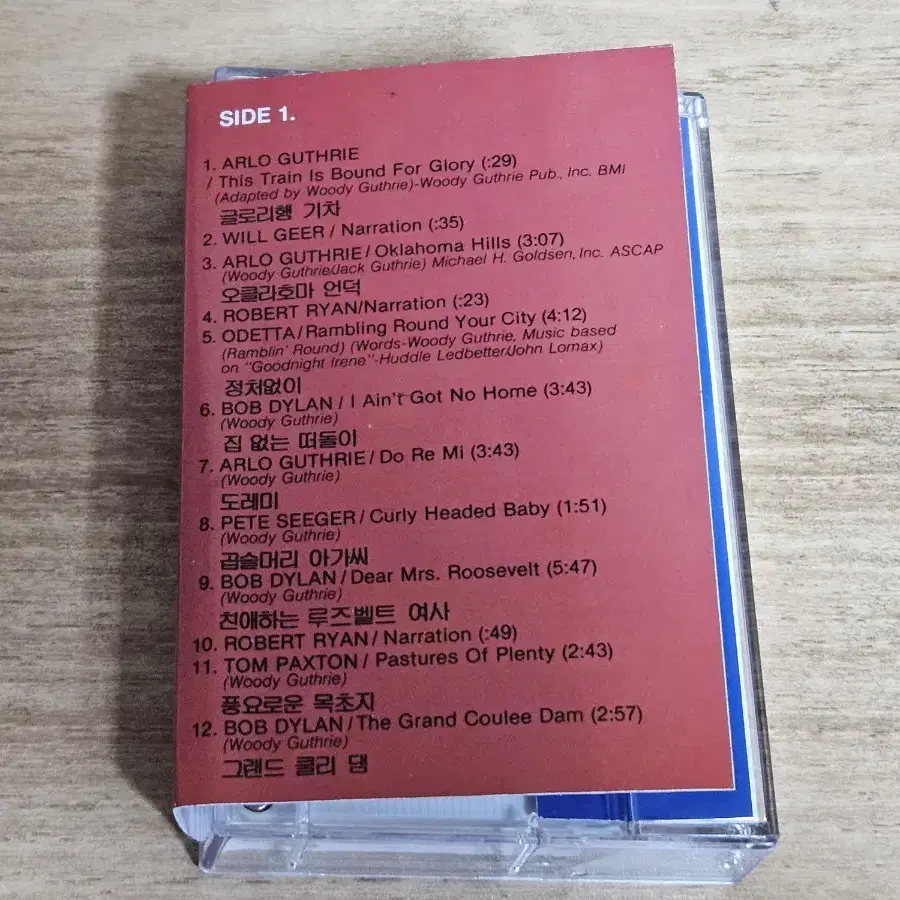 SIDE 1.
1. ARLO GUTHRIE
/ This Train Is Bound For Glory (:29)
(Adapted by Woody Guthrie)-Woody Guthrie Pub., Inc. BMI
글로리행 기차
2. WILL GEER / Narration (:35)
3. ARLO GUTHRIE / Oklahoma Hills (3:07)
(Woody Guthrie/Jack Guthrie) Michael H. Goldsen, Inc. ASCAP
오클라호마 언덕
4. ROBERT RYAN/Narration (:23)
5. ODETTA / Rambling Round Your City (4:12)
(Ramblin' Round) (Words-Woody Guthrie, Music based
on "Goodnight Irene"-Huddle Ledbetter/John Lomax)
정처없이
6. BOB DYLAN / I Ain't Got No Home (3:43)
(Woody Guthrie)
집 없는 떠돌이
7. ARLO GUTHRIE / Do Re Mi (3:43)
(Woody Guthrie)
도레미
8. PETE SEEGER / Curly Headed Baby (1:51)
(Woody Guthrie)
곱슬머리 아가씨
9. BOB DYLAN / Dear Mrs. Roosevelt (5:47)
(Woody Guthrie)
친애하는 루즈벨트 여사
10. ROBERT RYAN / Narration (:49)
11. TOM PAXTON / Pastures Of Plenty (2:43)
(Woody Guthrie)
풍요로운 목초지
12. BOB DYLAN / The Grand Coulee Dam (2:57)
(Woody Guthrie)
그랜드 쿨리 댐